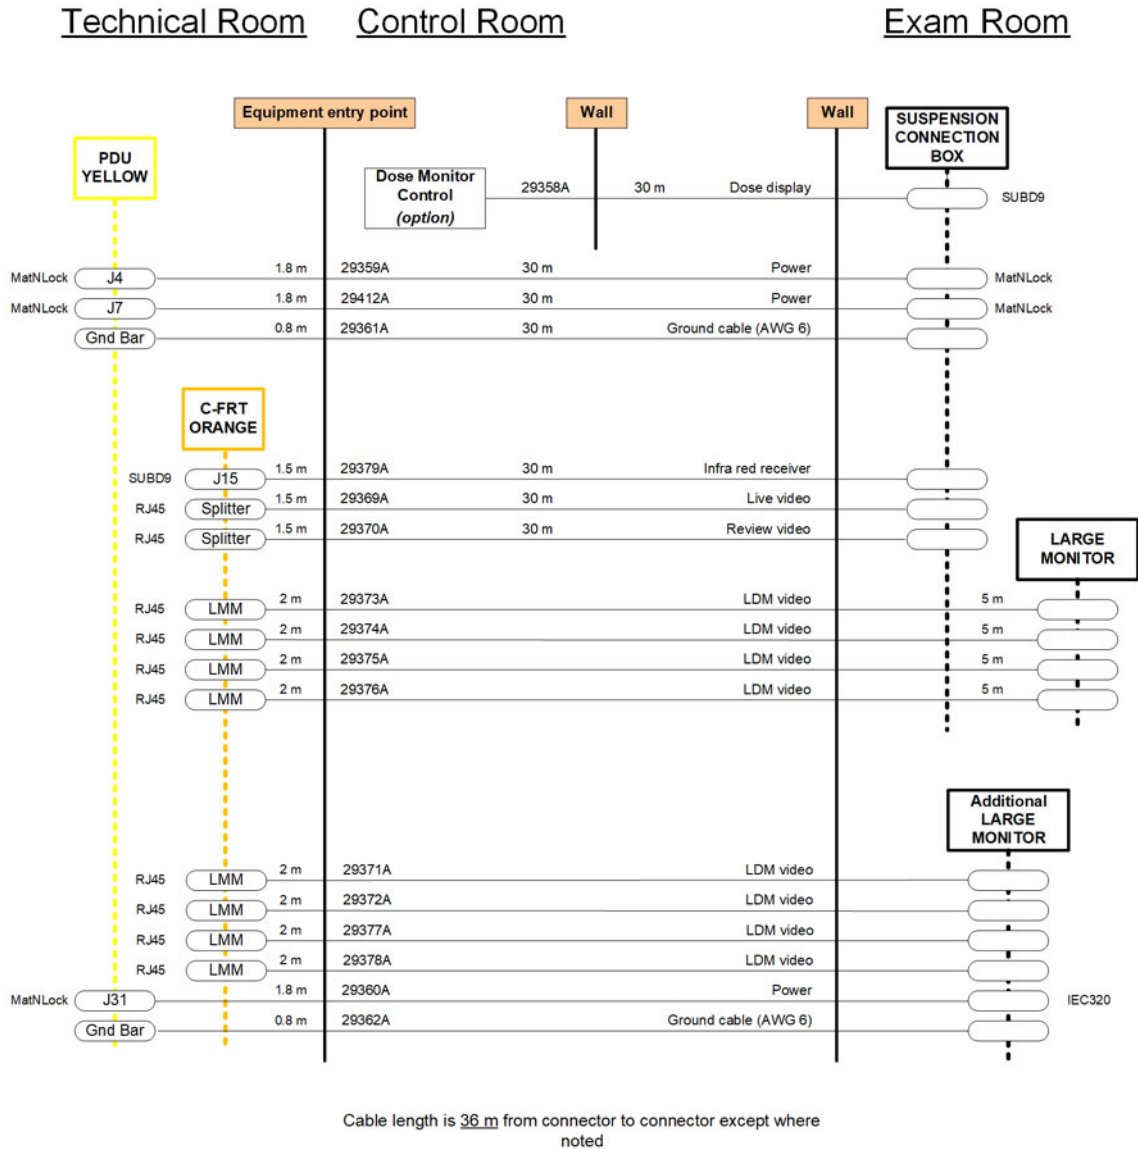 Technical Room Control Room Exam Room
Equipment entry point Wall Wall
PDU
YELLOW
SUSPENSION
CONNECTION
BOX
Dose Monitor
Control
(option)
29358A 30 m Dose display SUBD9
MatNLock J4 1.8 m 29359A 30 m Power MatNLock
MatNLock J7 1.8 m 29412A 30 m Power MatNLock
Gnd Bar 0.8 m 29361A 30 m Ground cable (AWG 6)
C-FRT
ORANGE
SUBD9 J15 1.5 m 29379A 30 m Infra red receiver
RJ45 Splitter 1.5 m 29369A 30 m Live video
RJ45 Splitter 1.5 m 29370A 30 m Review video
LARGE
MONITOR
RJ45 LMM 2 m 29373A LDM video 5 m
RJ45 LMM 2 m 29374A LDM video 5 m
RJ45 LMM 2 m 29375A LDM video 5 m
RJ45 LMM 2 m 29376A LDM video 5 m
Additional
LARGE
MONITOR
RJ45 LMM 2 m 29371A LDM video
RJ45 LMM 2 m 29372A LDM video
RJ45 LMM 2 m 29377A LDM video
RJ45 LMM 2 m 29378A LDM video
MatNLock J31 1.8 m 29360A Power IEC320
Gnd Bar 0.8 m 29362A Ground cable (AWG 6)
Cable length is 36 m from connector to connector except where
noted